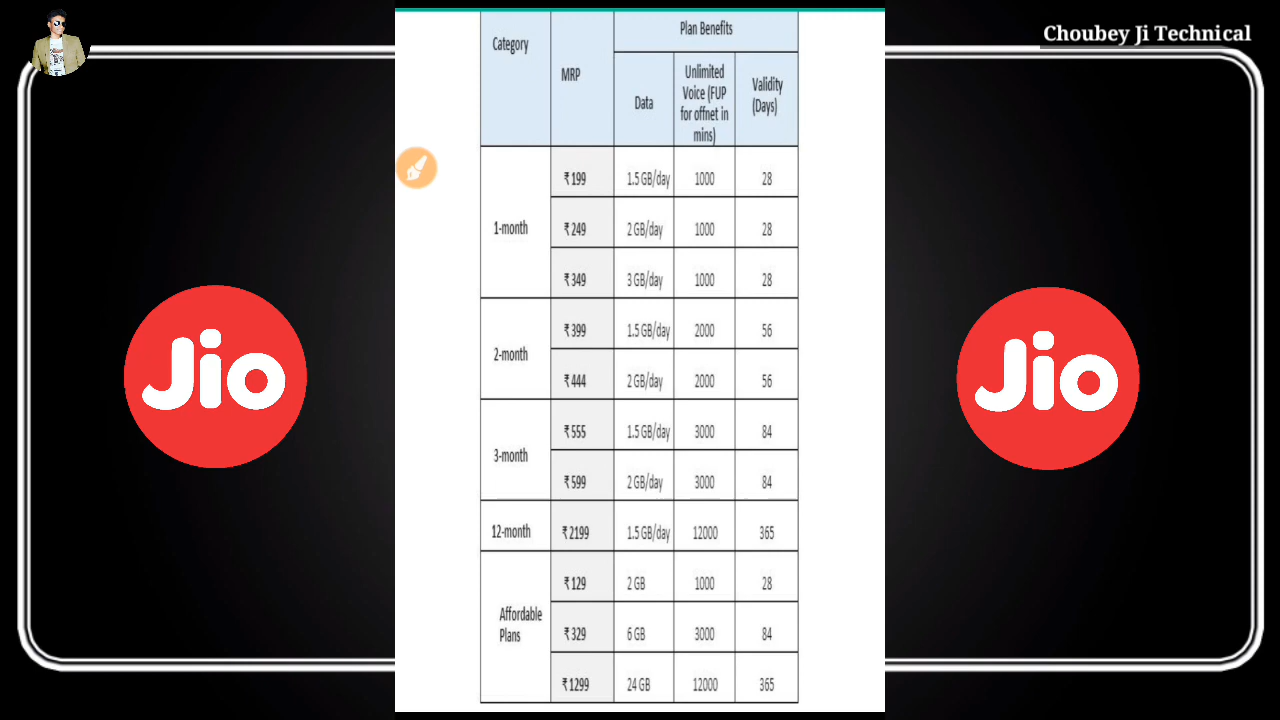 Choubey Ji Technical
Category
MRP
Plan Benefits
Data
Unlimited
Voice (FUP
for offnet in
mins)
Validity
(Days)
1-month
₹ 199 1.5 GB/day 1000 28
₹ 249 2 GB/day 1000 28
₹ 349 3 GB/day 1000 28
2-month
₹ 399 1.5 GB/day 2000 56
₹ 444 2 GB/day 2000 56
3-month
₹ 555 1.5 GB/day 3000 84
₹ 599 2 GB/day 3000 84
12-month ₹ 2199 1.5 GB/day 12000 365
Affordable
Plans
₹ 129 2 GB 1000 28
₹ 329 6 GB 3000 84
₹ 1299 24 GB 12000 365
Jio
Jio